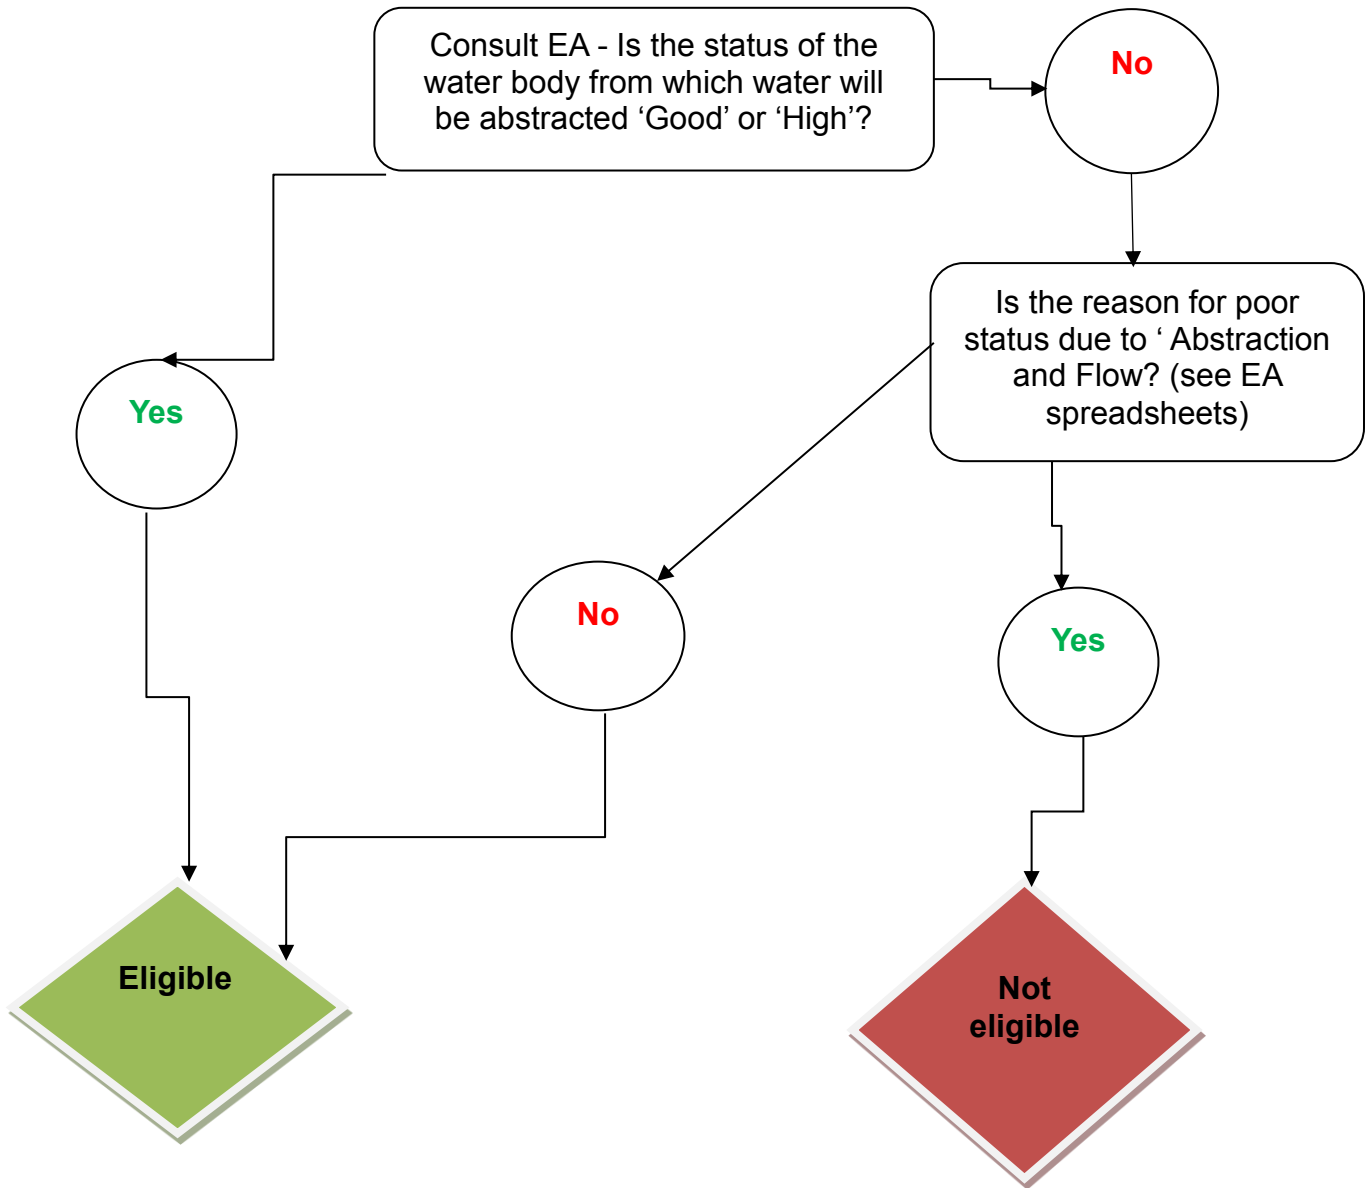 Consult EA - Is the status of the
water body from which water will
be abstracted ‘Good’ or ‘High’?
No
Is the reason for poor
status due to ‘ Abstraction
and Flow? (see EA
spreadsheets)
Yes
No
Yes
Eligible
Not
eligible